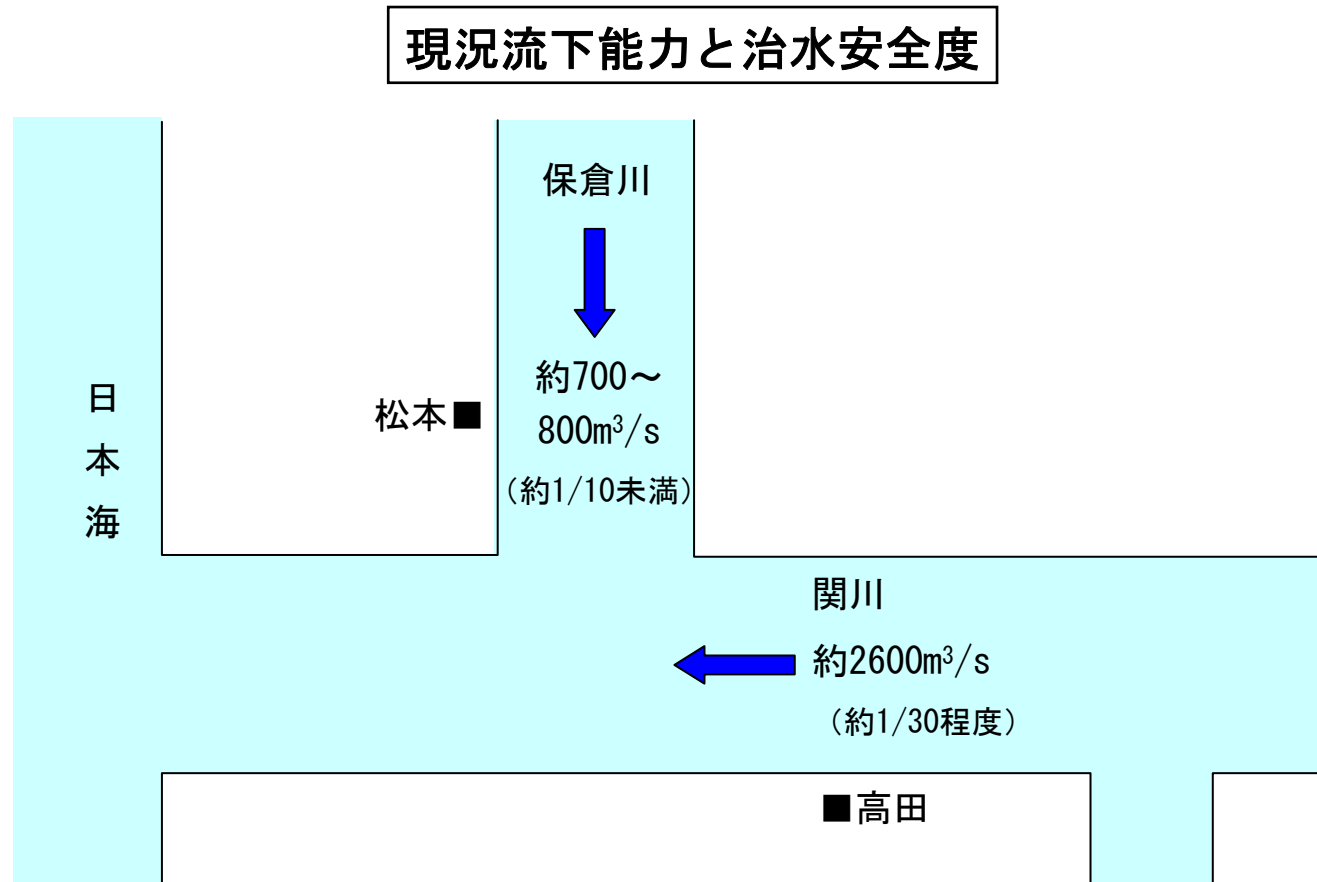 現況流下能力と治水安全度
保倉川
約700～
800m³/s
（約1/10未満）
松本■
日
本
海
関川
約2600m³/s
（約1/30程度）
■高田